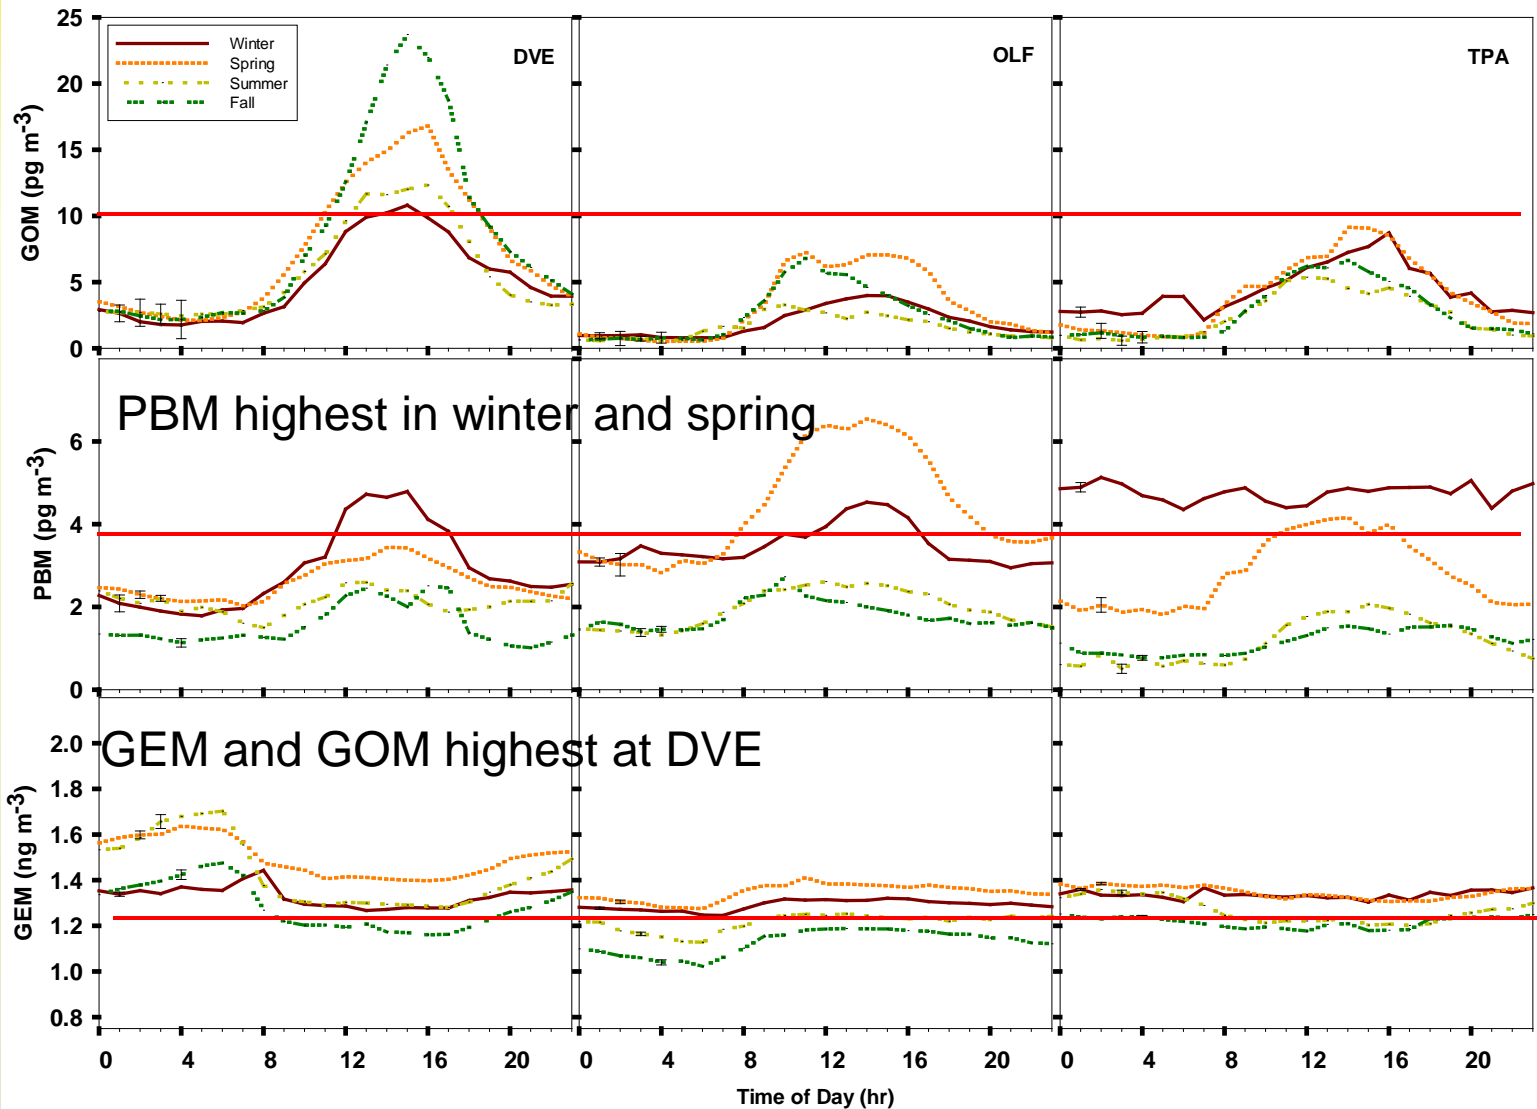 25
20
15
10
5
0
GOM (pg m-3)
Winter
Spring
Summer
Fall
DVE
OLF
TPA
PBM highest in winter and spring
6
4
2
0
PBM (pg m-3)
GEM and GOM highest at DVE
2.0
1.8
1.6
1.4
1.2
1.0
0.8
GEM (ng m-3)
0 4 8 12 16 20 0 4 8 12 16 20 0 4 8 12 16 20
Time of Day (hr)